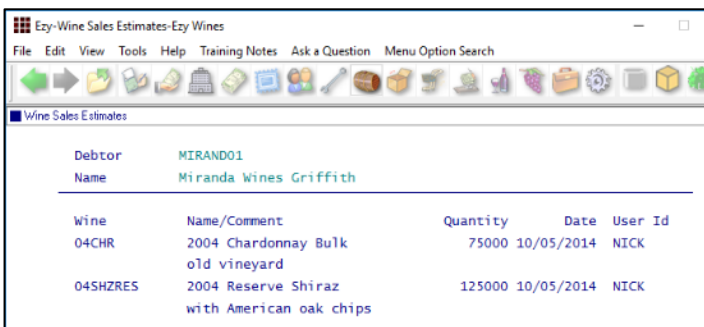 Ezy-Wine Sales Estimates-Ezy Wines
File Edit View Tools Help Training Notes Ask a Question Menu Option Search
Wine Sales Estimates
Debtor MIRANDO1
Name Miranda Wines Griffith
Wine Name/Comment Quantity Date User Id
04CHR 2004 Chardonnay Bulk 75000 10/05/2014 NICK
old vineyard
04SHZRES 2004 Reserve Shiraz 125000 10/05/2014 NICK
with American oak chips